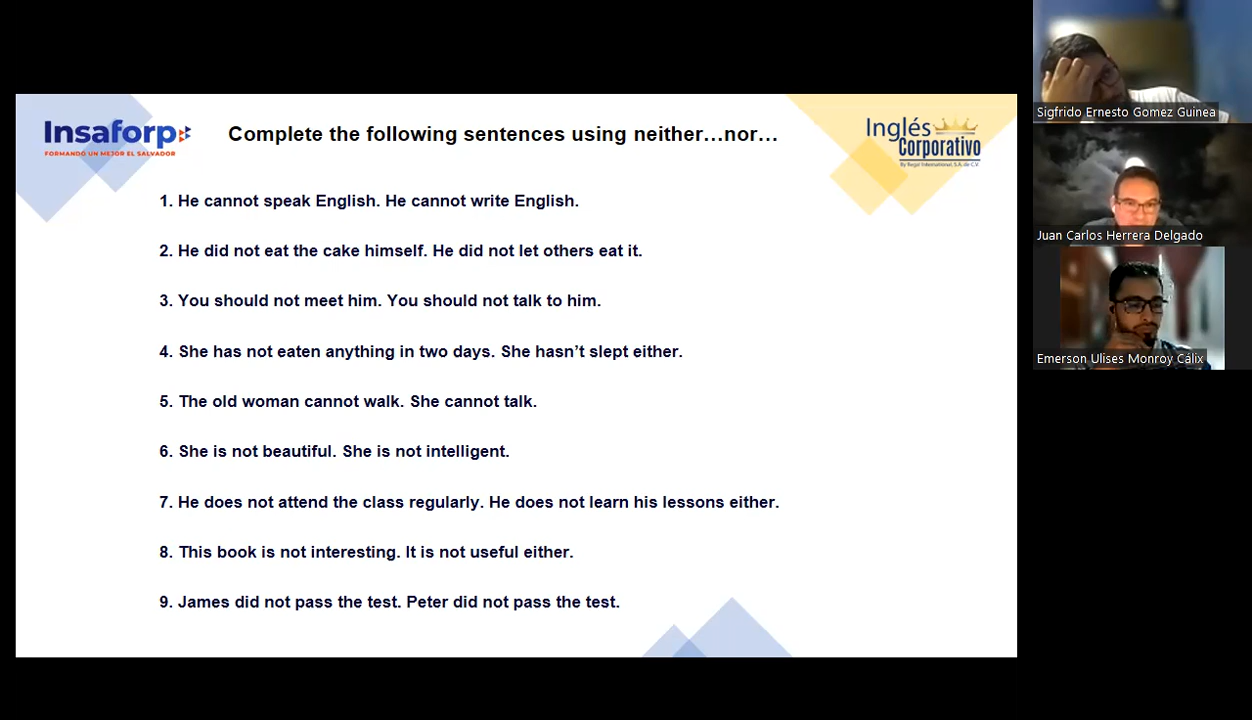 Insaforp
FORMANDO UN MEJOR EL SALVADOR
Complete the following sentences using neither…nor…
Inglés
Corporativo
By Regal International, S.A. de C.V.
1. He cannot speak English. He cannot write English.
2. He did not eat the cake himself. He did not let others eat it.
3. You should not meet him. You should not talk to him.
4. She has not eaten anything in two days. She hasn’t slept either.
5. The old woman cannot walk. She cannot talk.
6. She is not beautiful. She is not intelligent.
7. He does not attend the class regularly. He does not learn his lessons either.
8. This book is not interesting. It is not useful either.
9. James did not pass the test. Peter did not pass the test.
Sigfrido Ernesto Gomez Guinea
Juan Carlos Herrera Delgado
Emerson Ulises Monroy Cálix